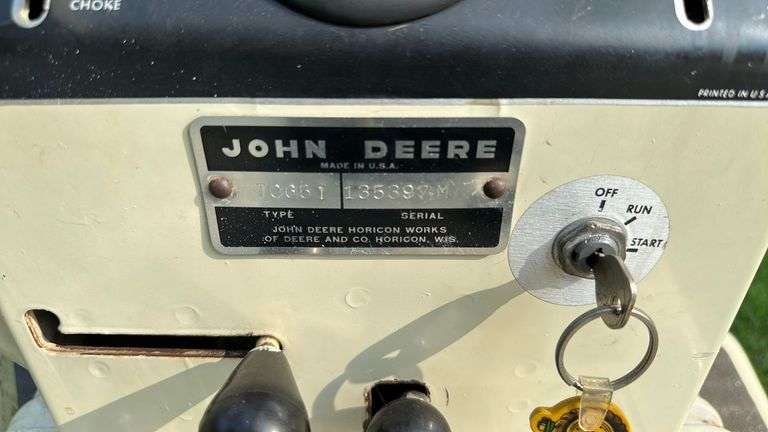 CHOKE
PRINTED IN U.S.A.
JOHN DEERE
MADE IN U.S.A.
TYPE SERIAL
JOHN DEERE HORICON WORKS
OF DEERE AND CO. HORICON, WIS.
OFF
RUN
START